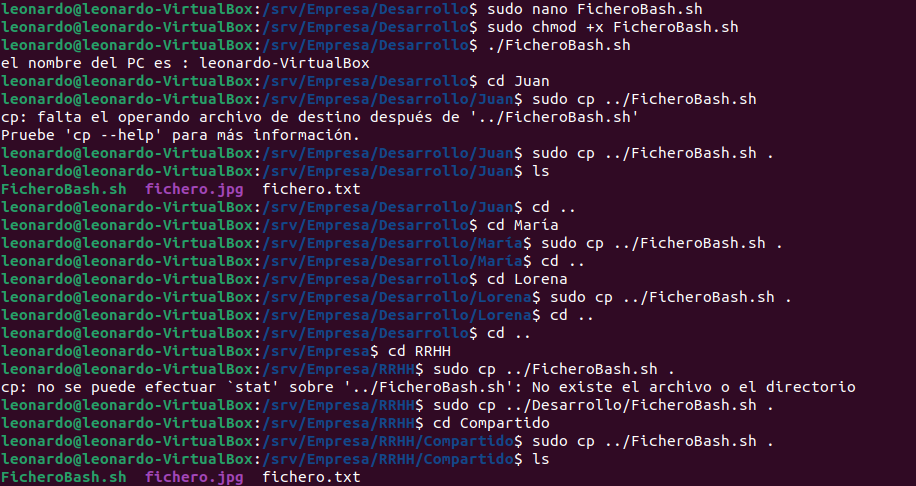 leonardo@leonardo-VirtualBox:/srv/Empresa/Desarrollo$ sudo nano FicheroBash.sh
leonardo@leonardo-VirtualBox:/srv/Empresa/Desarrollo$ sudo chmod +x FicheroBash.sh
leonardo@leonardo-VirtualBox:/srv/Empresa/Desarrollo$ ./FicheroBash.sh
el nombre del PC es : leonardo-VirtualBox
leonardo@leonardo-VirtualBox:/srv/Empresa/Desarrollo$ cd Juan
leonardo@leonardo-VirtualBox:/srv/Empresa/Desarrollo/Juan$ sudo cp ../FicheroBash.sh
cp: falta el operando archivo de destino después de '../FicheroBash.sh'
Pruebe 'cp --help' para más información.
leonardo@leonardo-VirtualBox:/srv/Empresa/Desarrollo/Juan$ sudo cp ../FicheroBash.sh .
leonardo@leonardo-VirtualBox:/srv/Empresa/Desarrollo/Juan$ ls
FicheroBash.sh  fichero.jpg  fichero.txt
leonardo@leonardo-VirtualBox:/srv/Empresa/Desarrollo/Juan$ cd ..
leonardo@leonardo-VirtualBox:/srv/Empresa/Desarrollo$ cd María
leonardo@leonardo-VirtualBox:/srv/Empresa/Desarrollo/María$ sudo cp ../FicheroBash.sh .
leonardo@leonardo-VirtualBox:/srv/Empresa/Desarrollo/María$ cd ..
leonardo@leonardo-VirtualBox:/srv/Empresa/Desarrollo$ cd Lorena
leonardo@leonardo-VirtualBox:/srv/Empresa/Desarrollo/Lorena$ sudo cp ../FicheroBash.sh .
leonardo@leonardo-VirtualBox:/srv/Empresa/Desarrollo/Lorena$ cd ..
leonardo@leonardo-VirtualBox:/srv/Empresa/Desarrollo$ cd ..
leonardo@leonardo-VirtualBox:/srv/Empresa$ cd RRHH
leonardo@leonardo-VirtualBox:/srv/Empresa/RRHH$ sudo cp ../FicheroBash.sh .
cp: no se puede efectuar `stat' sobre '../FicheroBash.sh': No existe el archivo o el directorio
leonardo@leonardo-VirtualBox:/srv/Empresa/RRHH$ sudo cp ../Desarrollo/FicheroBash.sh .
leonardo@leonardo-VirtualBox:/srv/Empresa/RRHH$ cd Compartido
leonardo@leonardo-VirtualBox:/srv/Empresa/RRHH/Compartido$ sudo cp ../FicheroBash.sh .
leonardo@leonardo-VirtualBox:/srv/Empresa/RRHH/Compartido$ ls
FicheroBash.sh  fichero.jpg  fichero.txt